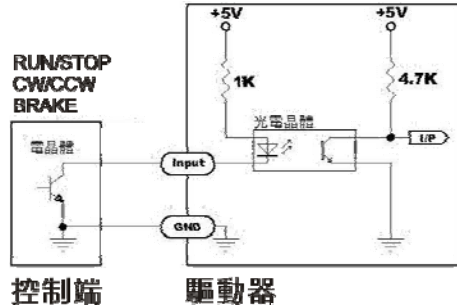 +5V
+5V
RUN/STOP
CW/CCW
BRAKE
1K
4.7K
光電晶體
I/P
電晶體
Input
GND
控制端
驅動器